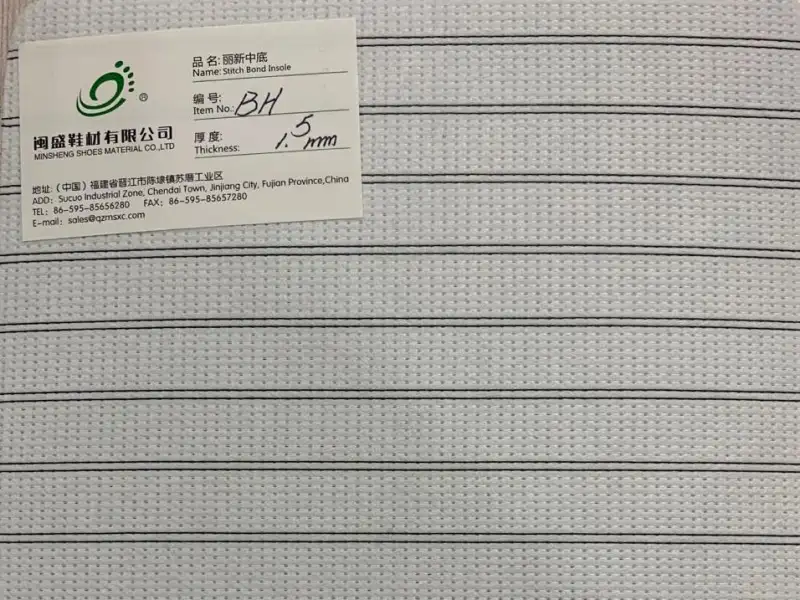 ®
闽盛鞋材有限公司
MINSHENG SHOES MATERIAL CO.,LTD
品 名: 丽新中底
Name: Stitch Bond Insole
编 号:
Item No.: BH
厚 度:
Thickness: 1.5 mm
地址:（中国）福建省晋江市陈埭镇苏厝工业区
ADD: Sucuo Industrial Zone, Chendai Town, Jinjiang City, Fujian Province,China
TEL: 86-595-85656280 FAX: 86-595-85657280
E-mail: sales@qzmsxc.com